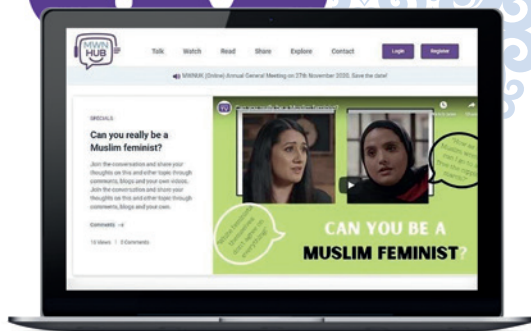 MWN
HUB
Talk Watch Read Share Explore Contact Login Register
MWNUK (Online) Annual General Meeting on 27th November 2020. Save the date!
SPECIALS
Can you really be a
Muslim feminist?
Join the conversation and share your
thoughts on this and other topic through
comments, blogs and your own videos.
Join the conversation and share your
thoughts on this and other topic through
comments, blogs and your own.
Comments
10 Views | 0 Comments
Can you really be a Muslim feminist?
CAN YOU BE A
MUSLIM FEMINIST?